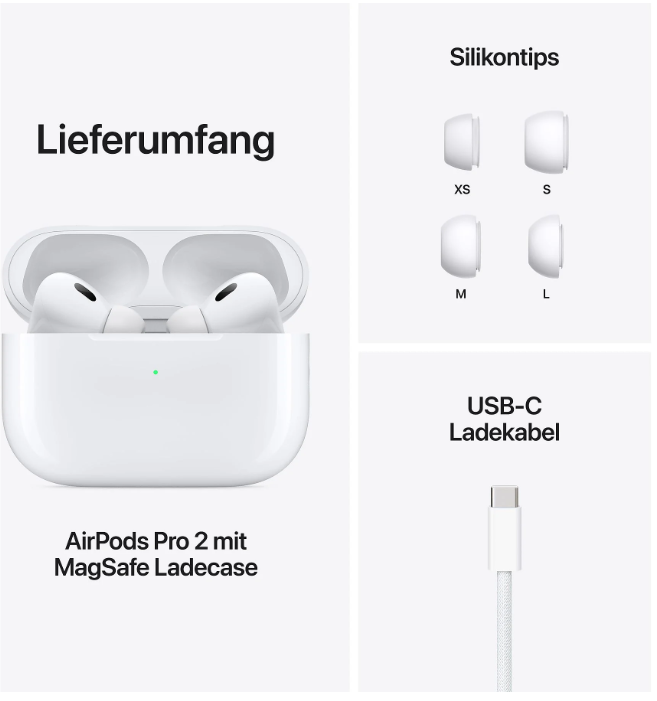 Lieferumfang
AirPods Pro 2 mit
MagSafe Ladecase
Silikontips
XS
S
M
L
USB-C
Ladekabel